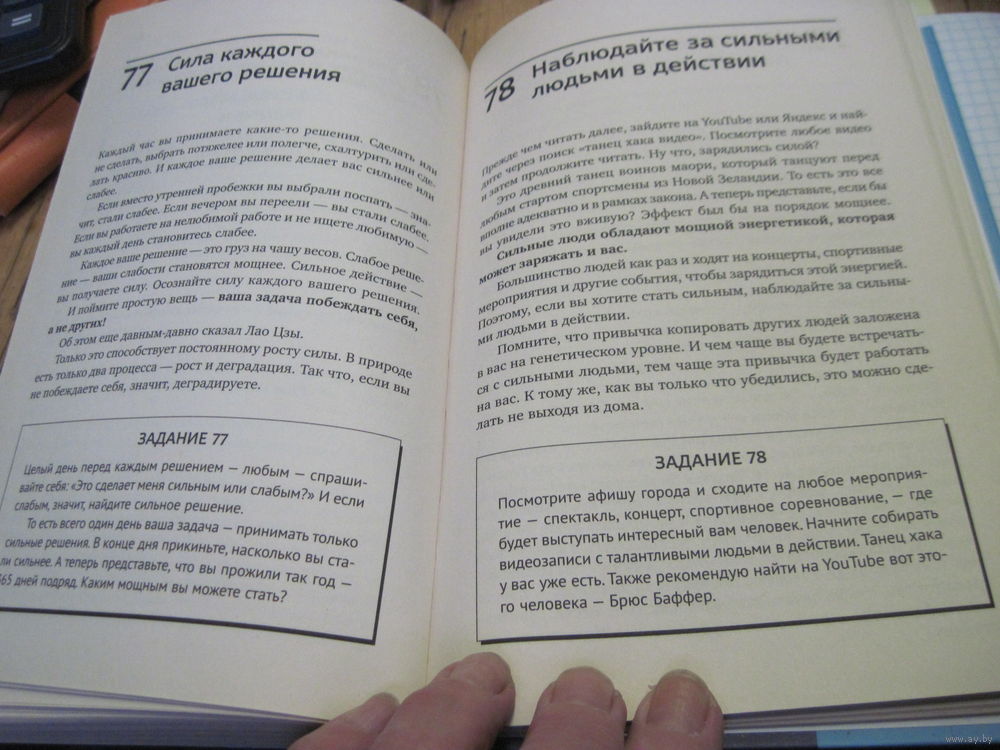 77 Сила каждого
вашего решения
Каждый час вы принимаете какие-то решения. Сделать или
не сделать, выбрать потяжелее или полегче, схалтурить или сде-
лать красиво. И каждое ваше решение делает вас сильнее или
слабее.
Если вместо утренней пробежки вы выбрали поспать — зна-
чит, стали слабее. Если вечером вы переели — вы стали слабее.
Если вы работаете на нелюбимой работе и не ищете любимую —
вы каждый день становитесь слабее.
Каждое ваше решение — это груз на чашу весов. Слабое реше-
ние — ваши слабости становятся мощнее. Сильное действие —
вы получаете силу. Осознайте силу каждого вашего решения.
И поймите простую вещь — ваша задача побеждать себя,
а не других!
Об этом еще давным-давно сказал Лао Цзы.
Только это способствует постоянному росту силы. В природе
есть только два процесса — рост и деградация. Так что, если вы
не побеждаете себя, значит, деградируете.
ЗАДАНИЕ 77
Целый день перед каждым решением — любым — спраши-
вайте себя: «Это сделает меня сильным или слабым?» И если
слабым, значит, найдите сильное решение.
То есть всего один день ваша задача — принимать только
сильные решения. В конце дня прикиньте, насколько вы ста-
ли сильнее. А теперь представьте, что вы прожили так год —
365 дней подряд. Каким мощным вы можете стать?
78 Наблюдайте за сильными
людьми в действии
Прежде чем читать далее, зайдите на YouTube или Яндекс и най-
дите через поиск «танец хака видео». Посмотрите любое видео
и затем продолжите читать. Ну что, зарядились силой?
Это древний танец воинов маори, который танцуют перед
любым стартом спортсмены из Новой Зеландии. То есть это все
вполне адекватно и в рамках закона. А теперь представьте, если бы
вы увидели это вживую? Эффект был бы на порядок мощнее.
Сильные люди обладают мощной энергетикой, которая
может заряжать и вас.
Большинство людей как раз и ходят на концерты, спортивные
мероприятия и другие события, чтобы зарядиться этой энергией.
Поэтому, если вы хотите стать сильным, наблюдайте за сильны-
ми людьми в действии.
Помните, что привычка копировать других людей заложена
в вас на генетическом уровне. И чем чаще вы будете встречать-
ся с сильными людьми, тем чаще эта привычка будет работать
на вас. К тому же, как вы только что убедились, это можно сде-
лать не выходя из дома.
ЗАДАНИЕ 78
Посмотрите афишу города и сходите на любое мероприя-
тие — спектакль, концерт, спортивное соревнование, — где
будет выступать интересный вам человек. Начните собирать
видеозаписи с талантливыми людьми в действии. Танец хака
у вас уже есть. Также рекомендую найти на YouTube вот это-
го человека — Брюс Баффер.
www.ay.by